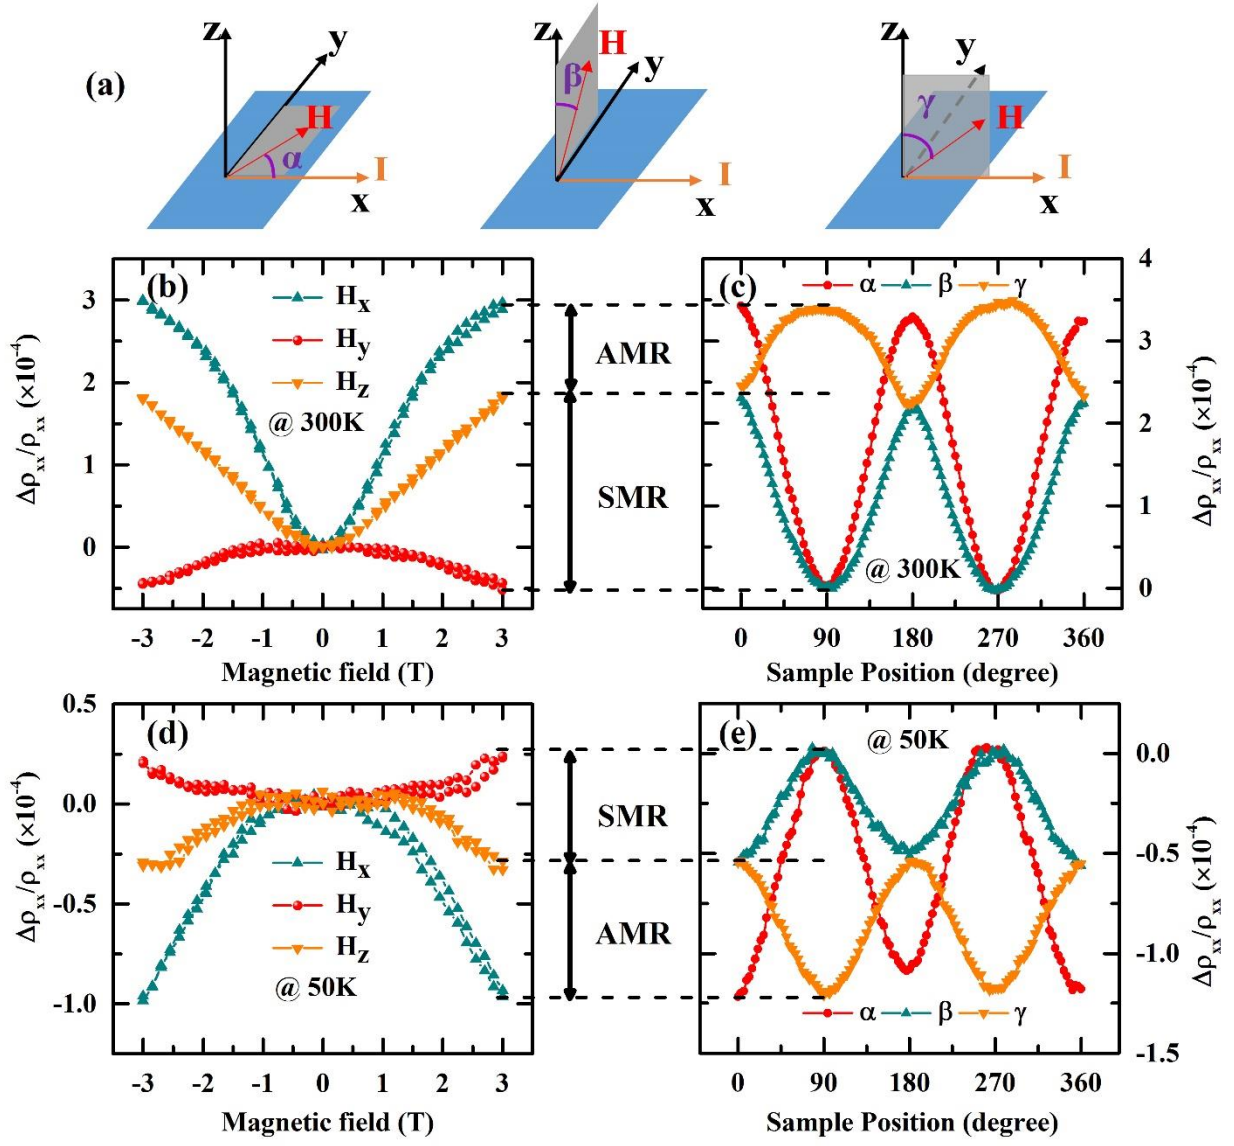 (a)
z
y
H
α
I
x
z
H
β
y
I
x
z
y
γ
H
I
x
(b)
Hx
Hy
Hz
@ 300K
3
2
1
0
Δρxx/ρxx (×10-4)
-3 -2 -1 0 1 2 3
Magnetic field (T)
AMR
SMR
(c)
α β γ
@ 300K
4
3
2
1
0
Δρxx/ρxx (×10-4)
0 90 180 270 360
Sample Position (degree)
(d)
Hx
Hy
Hz
@ 50K
0.5
0.0
-0.5
-1.0
Δρxx/ρxx (×10-4)
-3 -2 -1 0 1 2 3
Magnetic field (T)
SMR
AMR
(e)
@ 50K
α β γ
0.0
-0.5
-1.0
-1.5
Δρxx/ρxx (×10-4)
0 90 180 270 360
Sample Position (degree)